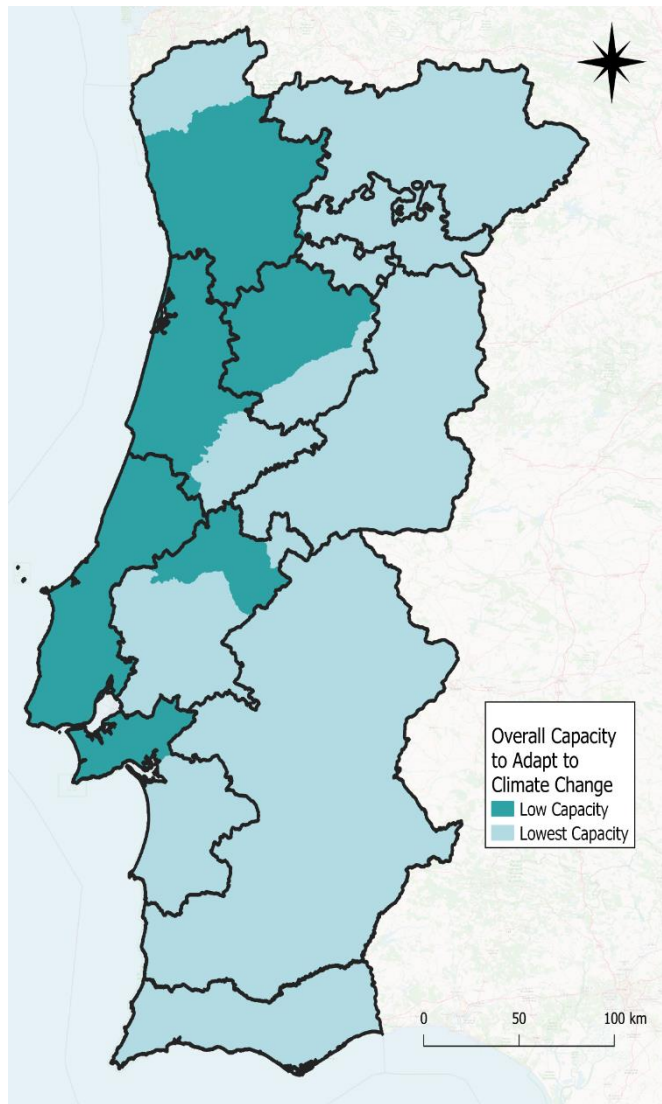 Overall Capacity
to Adapt to
Climate Change
Low Capacity
Lowest Capacity
0 50 100 km